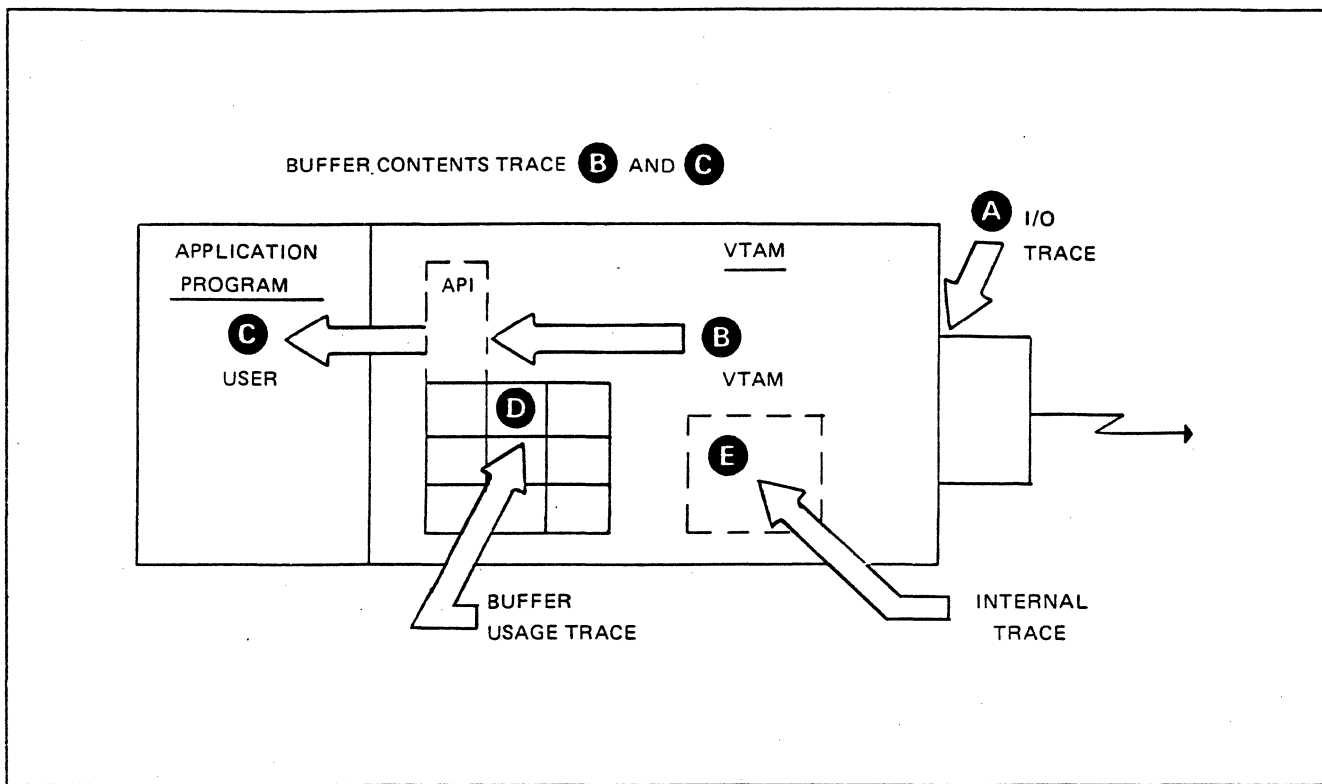 BUFFER CONTENTS TRACE B AND C
A I/O
TRACE
APPLICATION
PROGRAM
VTAM
API
C
USER
B
VTAM
D
E
BUFFER
USAGE TRACE
INTERNAL
TRACE